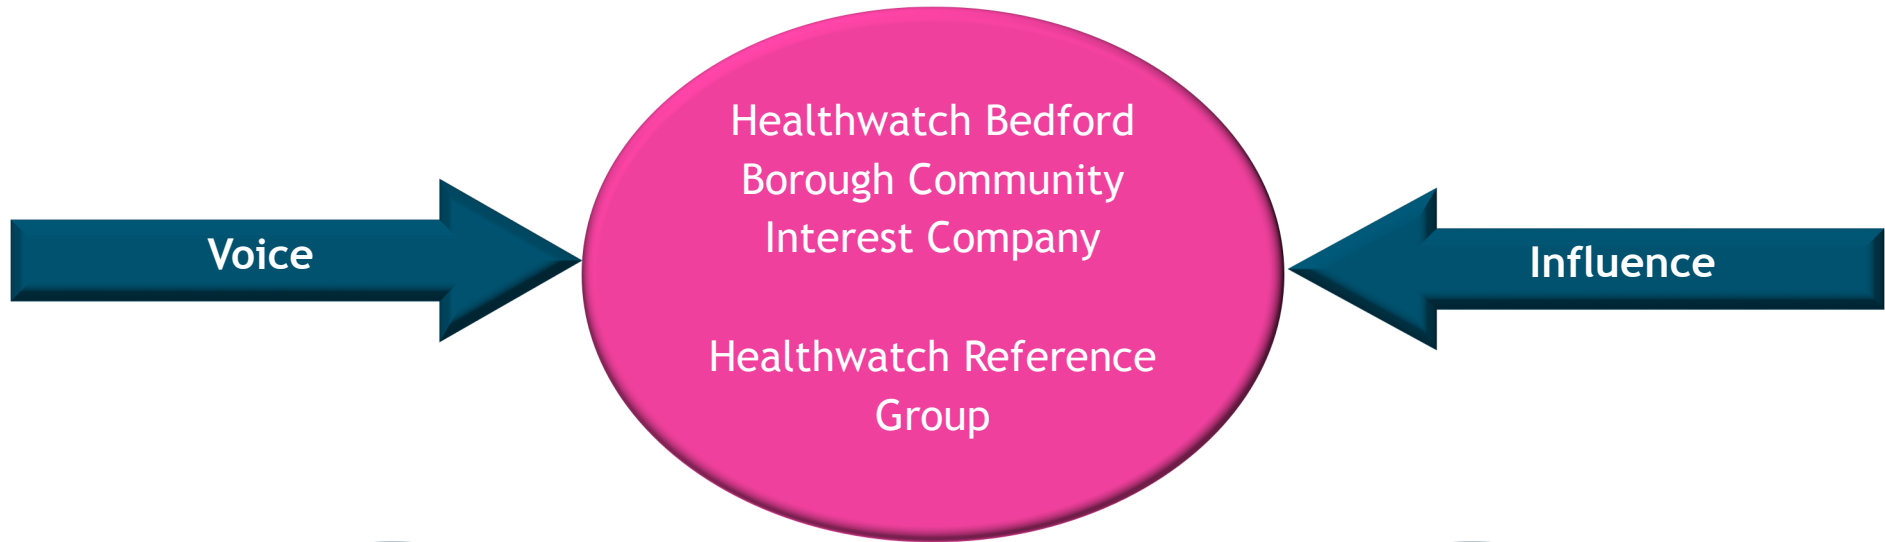 Healthwatch Bedford
Borough Community
Interest Company
Voice
Influence
Healthwatch Reference
Group